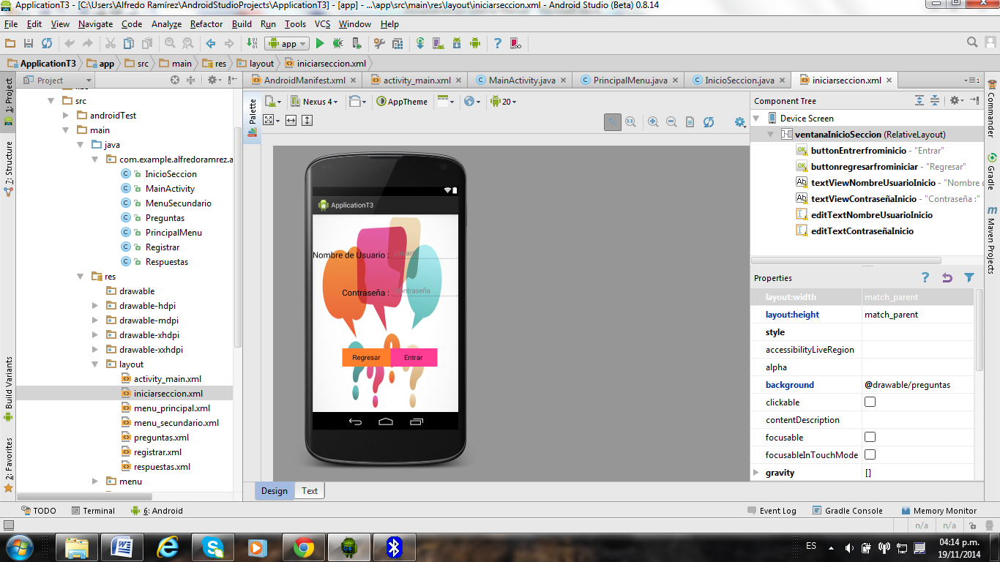 ApplicationT3 - [C:\Users\Alfredo Ramírez\AndroidStudioProjects\ApplicationT3] - [app] - ...\app\src\main\res\layout\iniciarseccion.xml - Android Studio (Beta) 0.8.14
File Edit View Navigate Code Analyze Refactor Build Run Tools VCS Window Help
app
ApplicationT3 app src main res layout iniciarseccion.xml
Project
AndroidManifest.xml activity_main.xml MainActivity.java PrincipalMenu.java InicioSeccion.java iniciarseccion.xml
1: Project
7: Structure
Build Variants
2: Favorites
src
androidTest
main
java
com.example.alfredoramrez.a
InicioSeccion
MainActivity
MenuSecundario
Preguntas
PrincipalMenu
Registrar
Respuestas
res
drawable
drawable-hdpi
drawable-mdpi
drawable-xhdpi
drawable-xxhdpi
layout
activity_main.xml
iniciarseccion.xml
menu_principal.xml
menu_secundario.xml
preguntas.xml
registrar.xml
respuestas.xml
menu
Palette
Nexus 4 AppTheme 20
1:1
ApplicationT3
Nombre de Usuario :
Contraseña : Contraseña
Regresar Entrar
Design Text
Component Tree
Device Screen
ventanaInicioSeccion (RelativeLayout)
buttonEntrerfrominicio - "Entrar"
buttonregresarfrominiciar - "Regresar"
textViewNombreUsuarioInicio - "Nombre
textViewContraseñaInicio - "Contraseña :"
editTextNombreUsuarioInicio
editTextContraseñaInicio
Properties
layout:width match_parent
layout:height match_parent
style
accessibilityLiveRegion
alpha
background @drawable/preguntas
clickable
contentDescription
focusable
focusableInTouchMode
gravity []
Commander
Gradle
Maven Projects
TODO Terminal 6: Android Event Log Gradle Console Memory Monitor
n/a n/a
ES 04:14 p.m.
19/11/2014